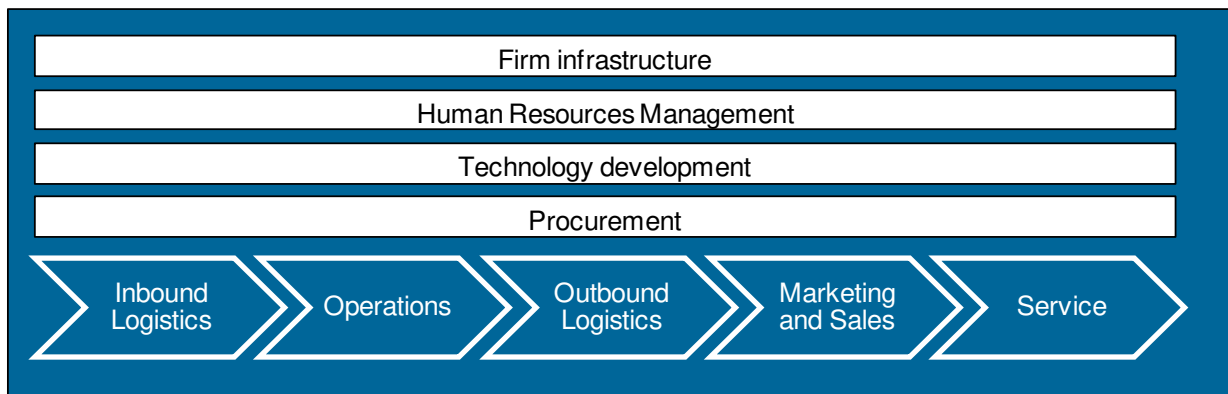 Firm infrastructure
Human Resources Management
Technology development
Procurement
Inbound
Logistics
Operations
Outbound
Logistics
Marketing
and Sales
Service